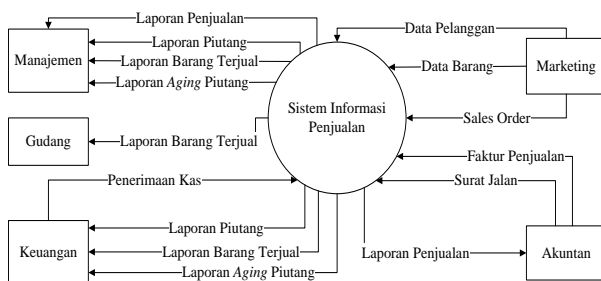 Laporan Penjualan
Data Pelanggan
Laporan Piutang
Manajemen
Laporan Barang Terjual
Data Barang
Marketing
Laporan Aging Piutang
Sistem Informasi
Penjualan
Sales Order
Gudang
Laporan Barang Terjual
Faktur Penjualan
Penerimaan Kas
Surat Jalan
Laporan Piutang
Keuangan
Laporan Barang Terjual
Laporan Penjualan
Akuntan
Laporan Aging Piutang